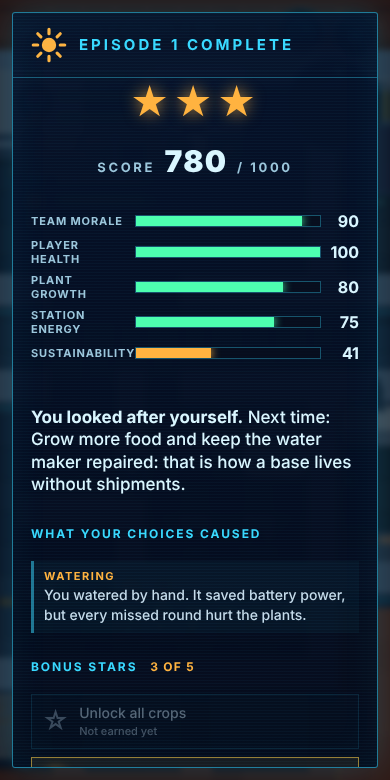 EPISODE 1 COMPLETE
SCORE 780 / 1000
TEAM MORALE 90
PLAYER
HEALTH 100
PLANT
GROWTH 80
STATION
ENERGY 75
SUSTAINABILITY 41
You looked after yourself. Next time:
Grow more food and keep the water
maker repaired: that is how a base lives
without shipments.
WHAT YOUR CHOICES CAUSED
WATERING
You watered by hand. It saved battery power,
but every missed round hurt the plants.
BONUS STARS 3 OF 5
Unlock all crops
Not earned yet